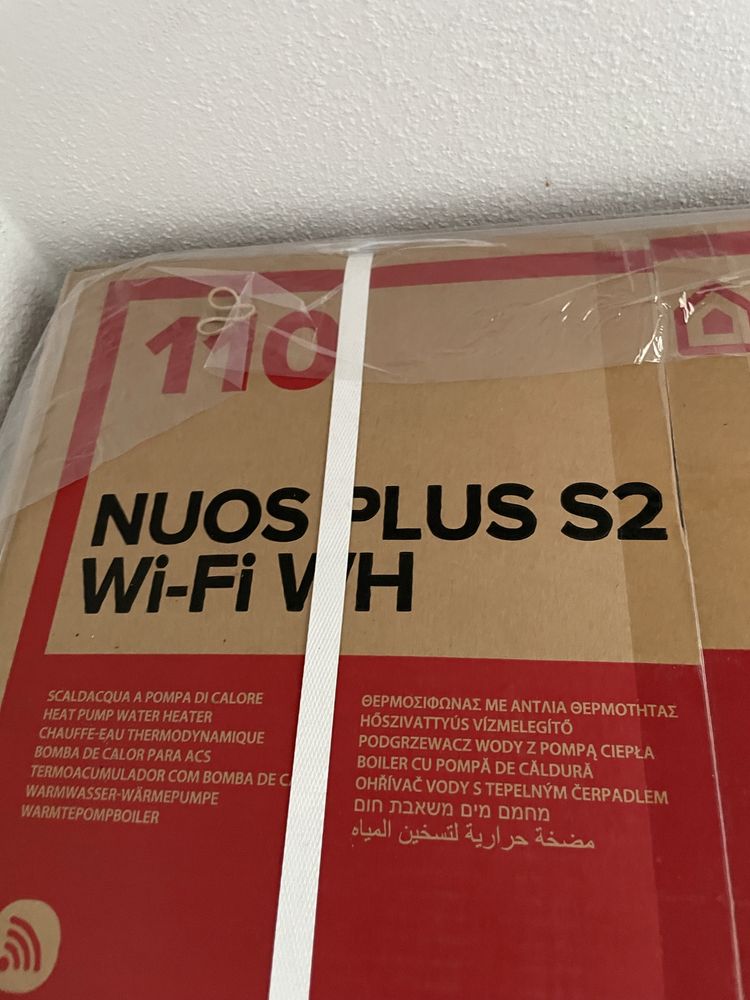 110
NUOS PLUS S2
Wi-Fi WH
SCALDACQUA A POMPA DI CALORE
HEAT PUMP WATER HEATER
CHAUFFE-EAU THERMODYNAMIQUE
BOMBA DE CALOR PARA ACS
TERMOACUMULADOR COM BOMBA DE
WARMWASSER-WÄRMEPUMPE
WARMTEPOMPBOILER
ΘΕΡΜΟΣΙΦΩΝΑΣ ΜΕ ΑΝΤΛΙΑ ΘΕΡΜΟΤΗΤΑΣ
HŐSZIVATTYÚS VÍZMELEGÍTŐ
PODGRZEWACZ WODY Z POMPĄ CIEPŁA
BOILER CU POMPĂ DE CĂLDURĂ
OHŘÍVAČ VODY S TEPELNÝM ČERPADLEM
מחמם מים משאבת חום
مضخة حرارية لتسخين المياه